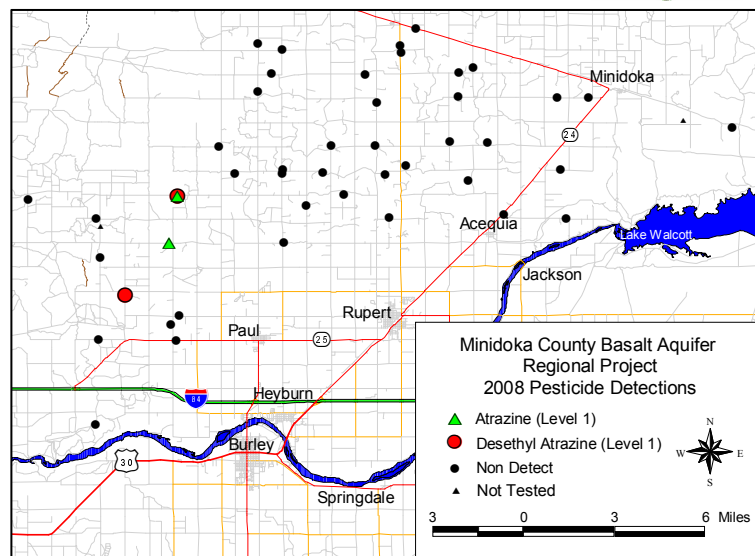 Minidoka
24
Acequia
Lake Walcott
Jackson
Rupert
Paul
25
Heyburn
84
Burley
30
Springdale
Minidoka County Basalt Aquifer
Regional Project
2008 Pesticide Detections
Atrazine (Level 1)
Desethyl Atrazine (Level 1)
Non Detect
Not Tested
N
W E
S
3 0 3 6 Miles